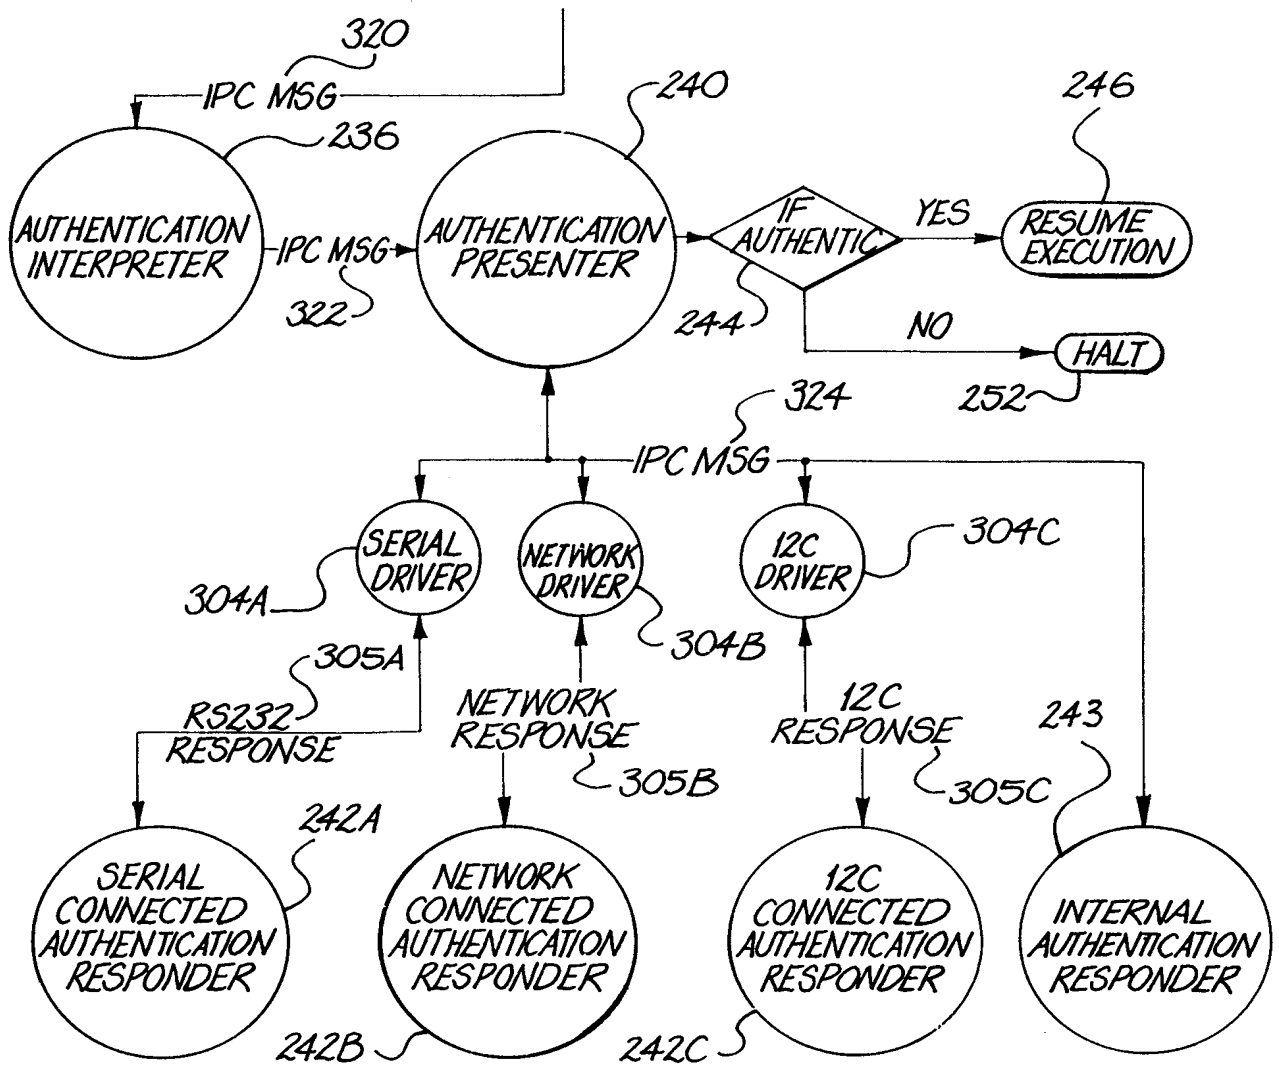 320
IPC MSG
240
246
236
AUTHENTICATION
INTERPRETER
IPC MSG
322
AUTHENTICATION
PRESENTER
IF
AUTHENTIC
244
YES
RESUME
EXECUTION
NO
HALT
252
324
IPC MSG
SERIAL
DRIVER
304A
NETWORK
DRIVER
304B
12C
DRIVER
304C
305A
RS232
RESPONSE
NETWORK
RESPONSE
305B
12C
RESPONSE
305C
243
242A
SERIAL
CONNECTED
AUTHENTICATION
RESPONDER
NETWORK
CONNECTED
AUTHENTICATION
RESPONDER
242B
12C
CONNECTED
AUTHENTICATION
RESPONDER
242C
INTERNAL
AUTHENTICATION
RESPONDER